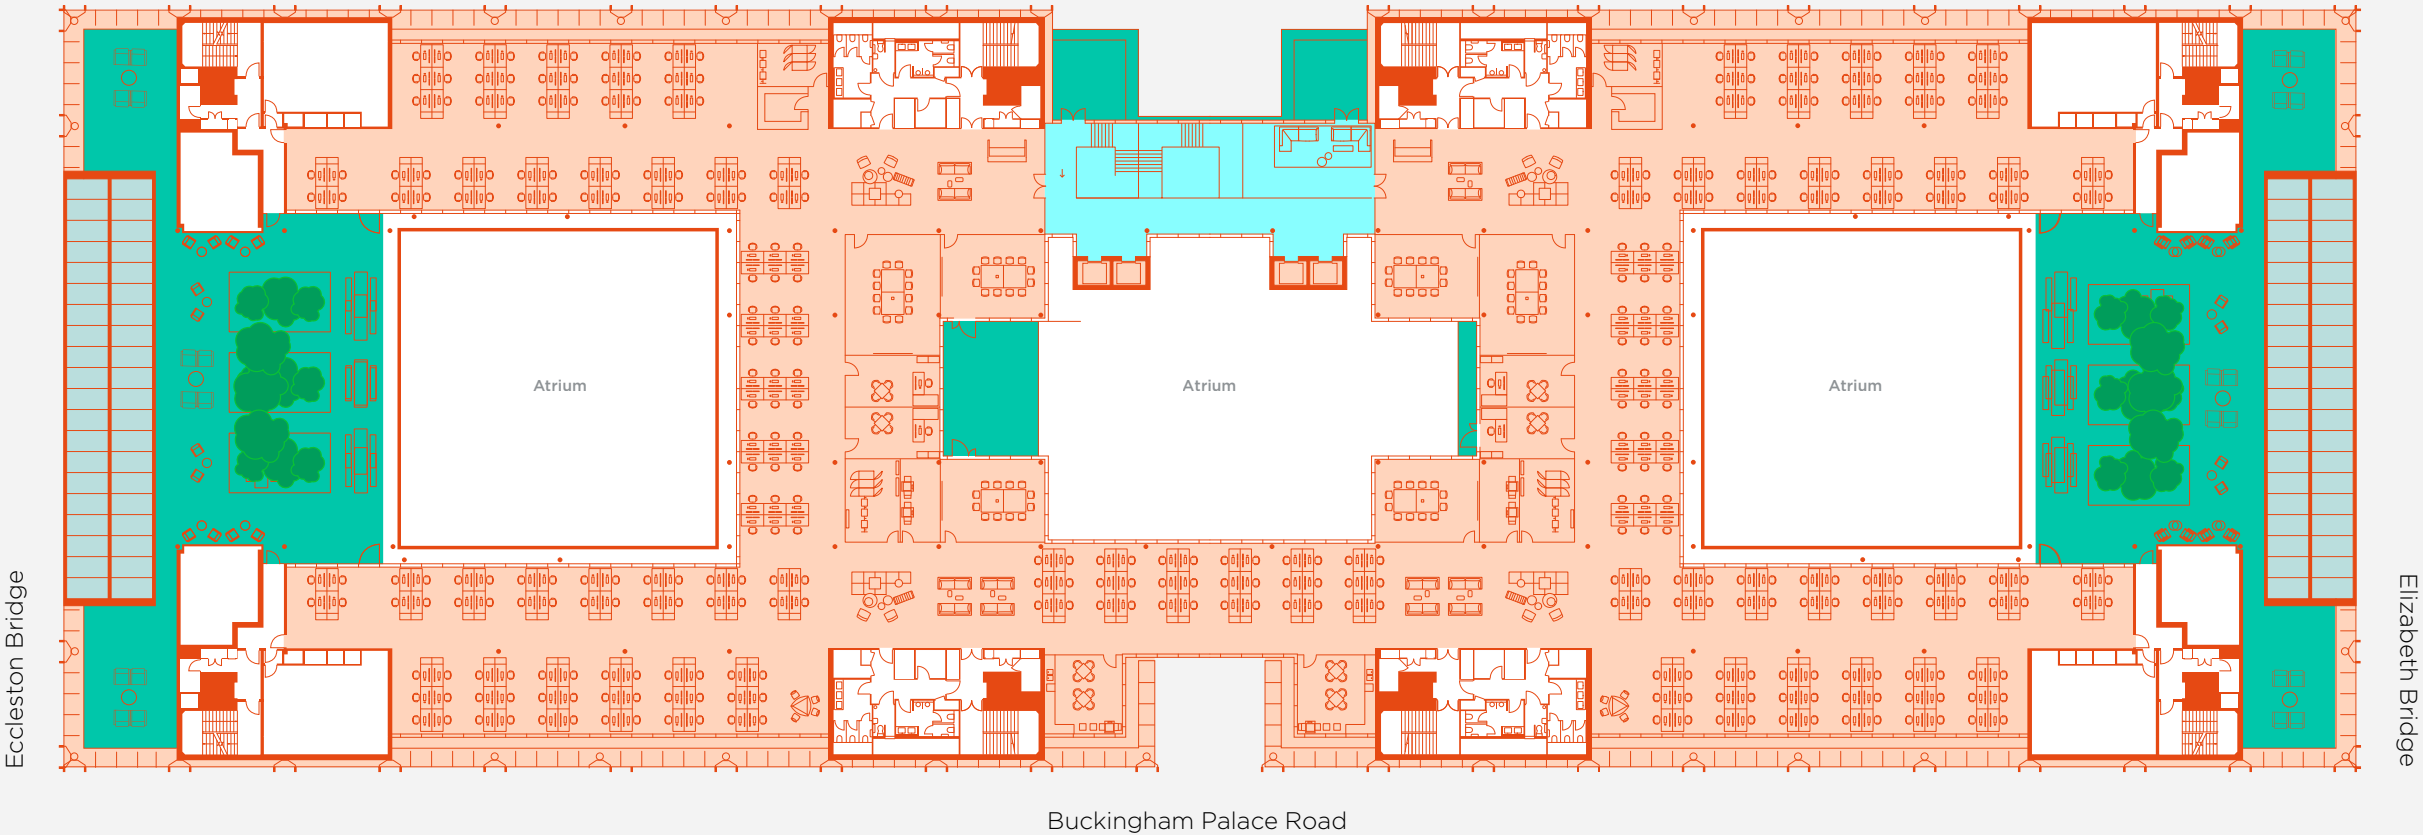 Atrium
Atrium
Atrium
Eccleston Bridge
Elizabeth Bridge
Buckingham Palace Road